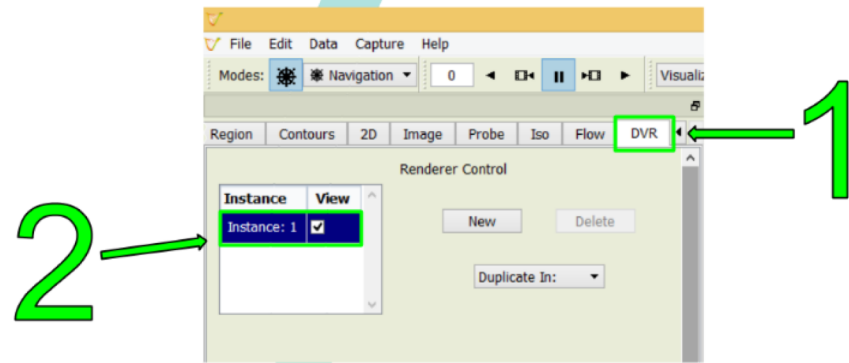 File Edit Data Capture Help
Modes: Navigation 0
Region Contours 2D Image Probe Iso Flow DVR
1
Renderer Control
Instance View
Instance: 1
New Delete
Duplicate In:
2